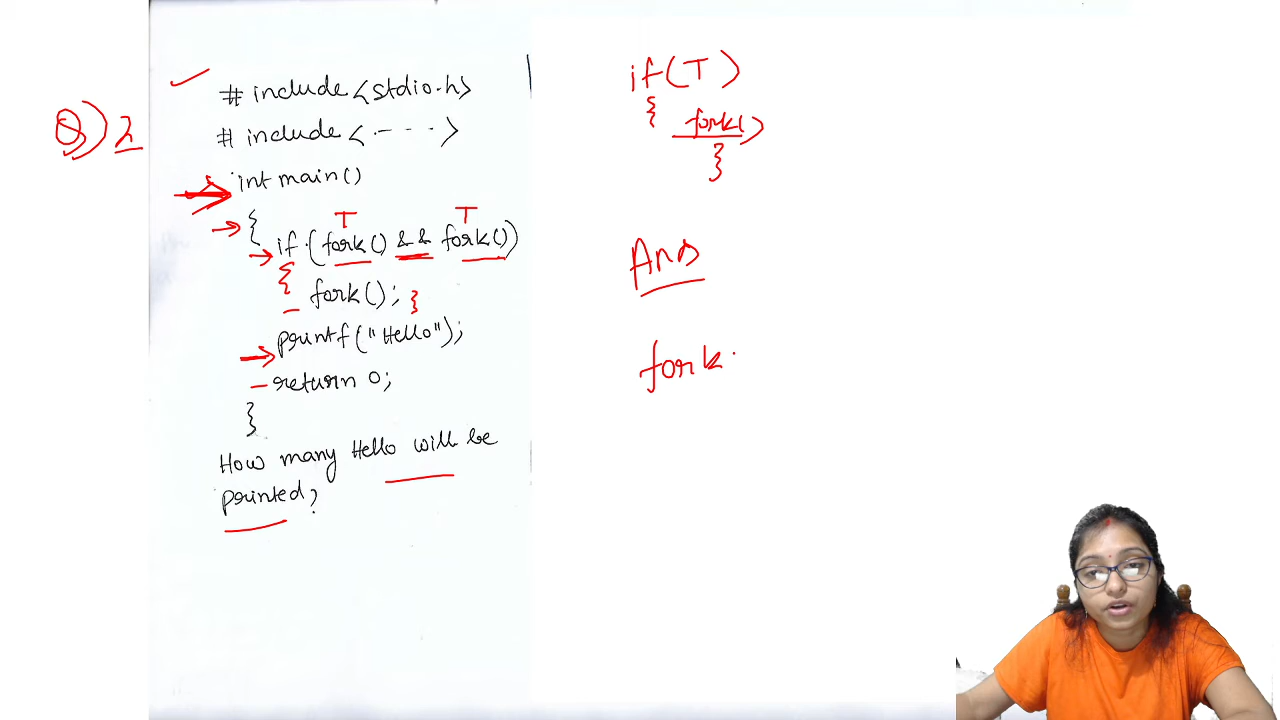 Q) 2
# include <stdio.h>
# include <.--->
int main()
{
T T
if (fork() && fork())
{ fork(); }
printf("Hello");
return 0;
}
How many Hello will be
printed?
if(T)
{
fork()
}
Ans
fork